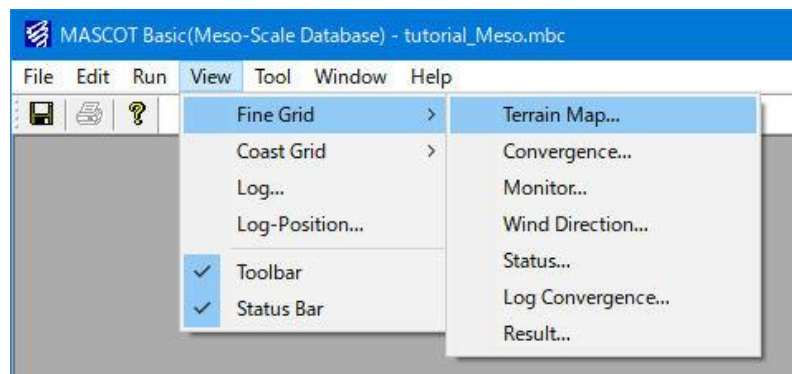 MASCOT Basic(Meso-Scale Database) - tutorial_Meso.mbc
File Edit Run View Tool Window Help
Fine Grid
Coast Grid
Log...
Log-Position...
Toolbar
Status Bar
Terrain Map...
Convergence...
Monitor...
Wind Direction...
Status...
Log Convergence...
Result...